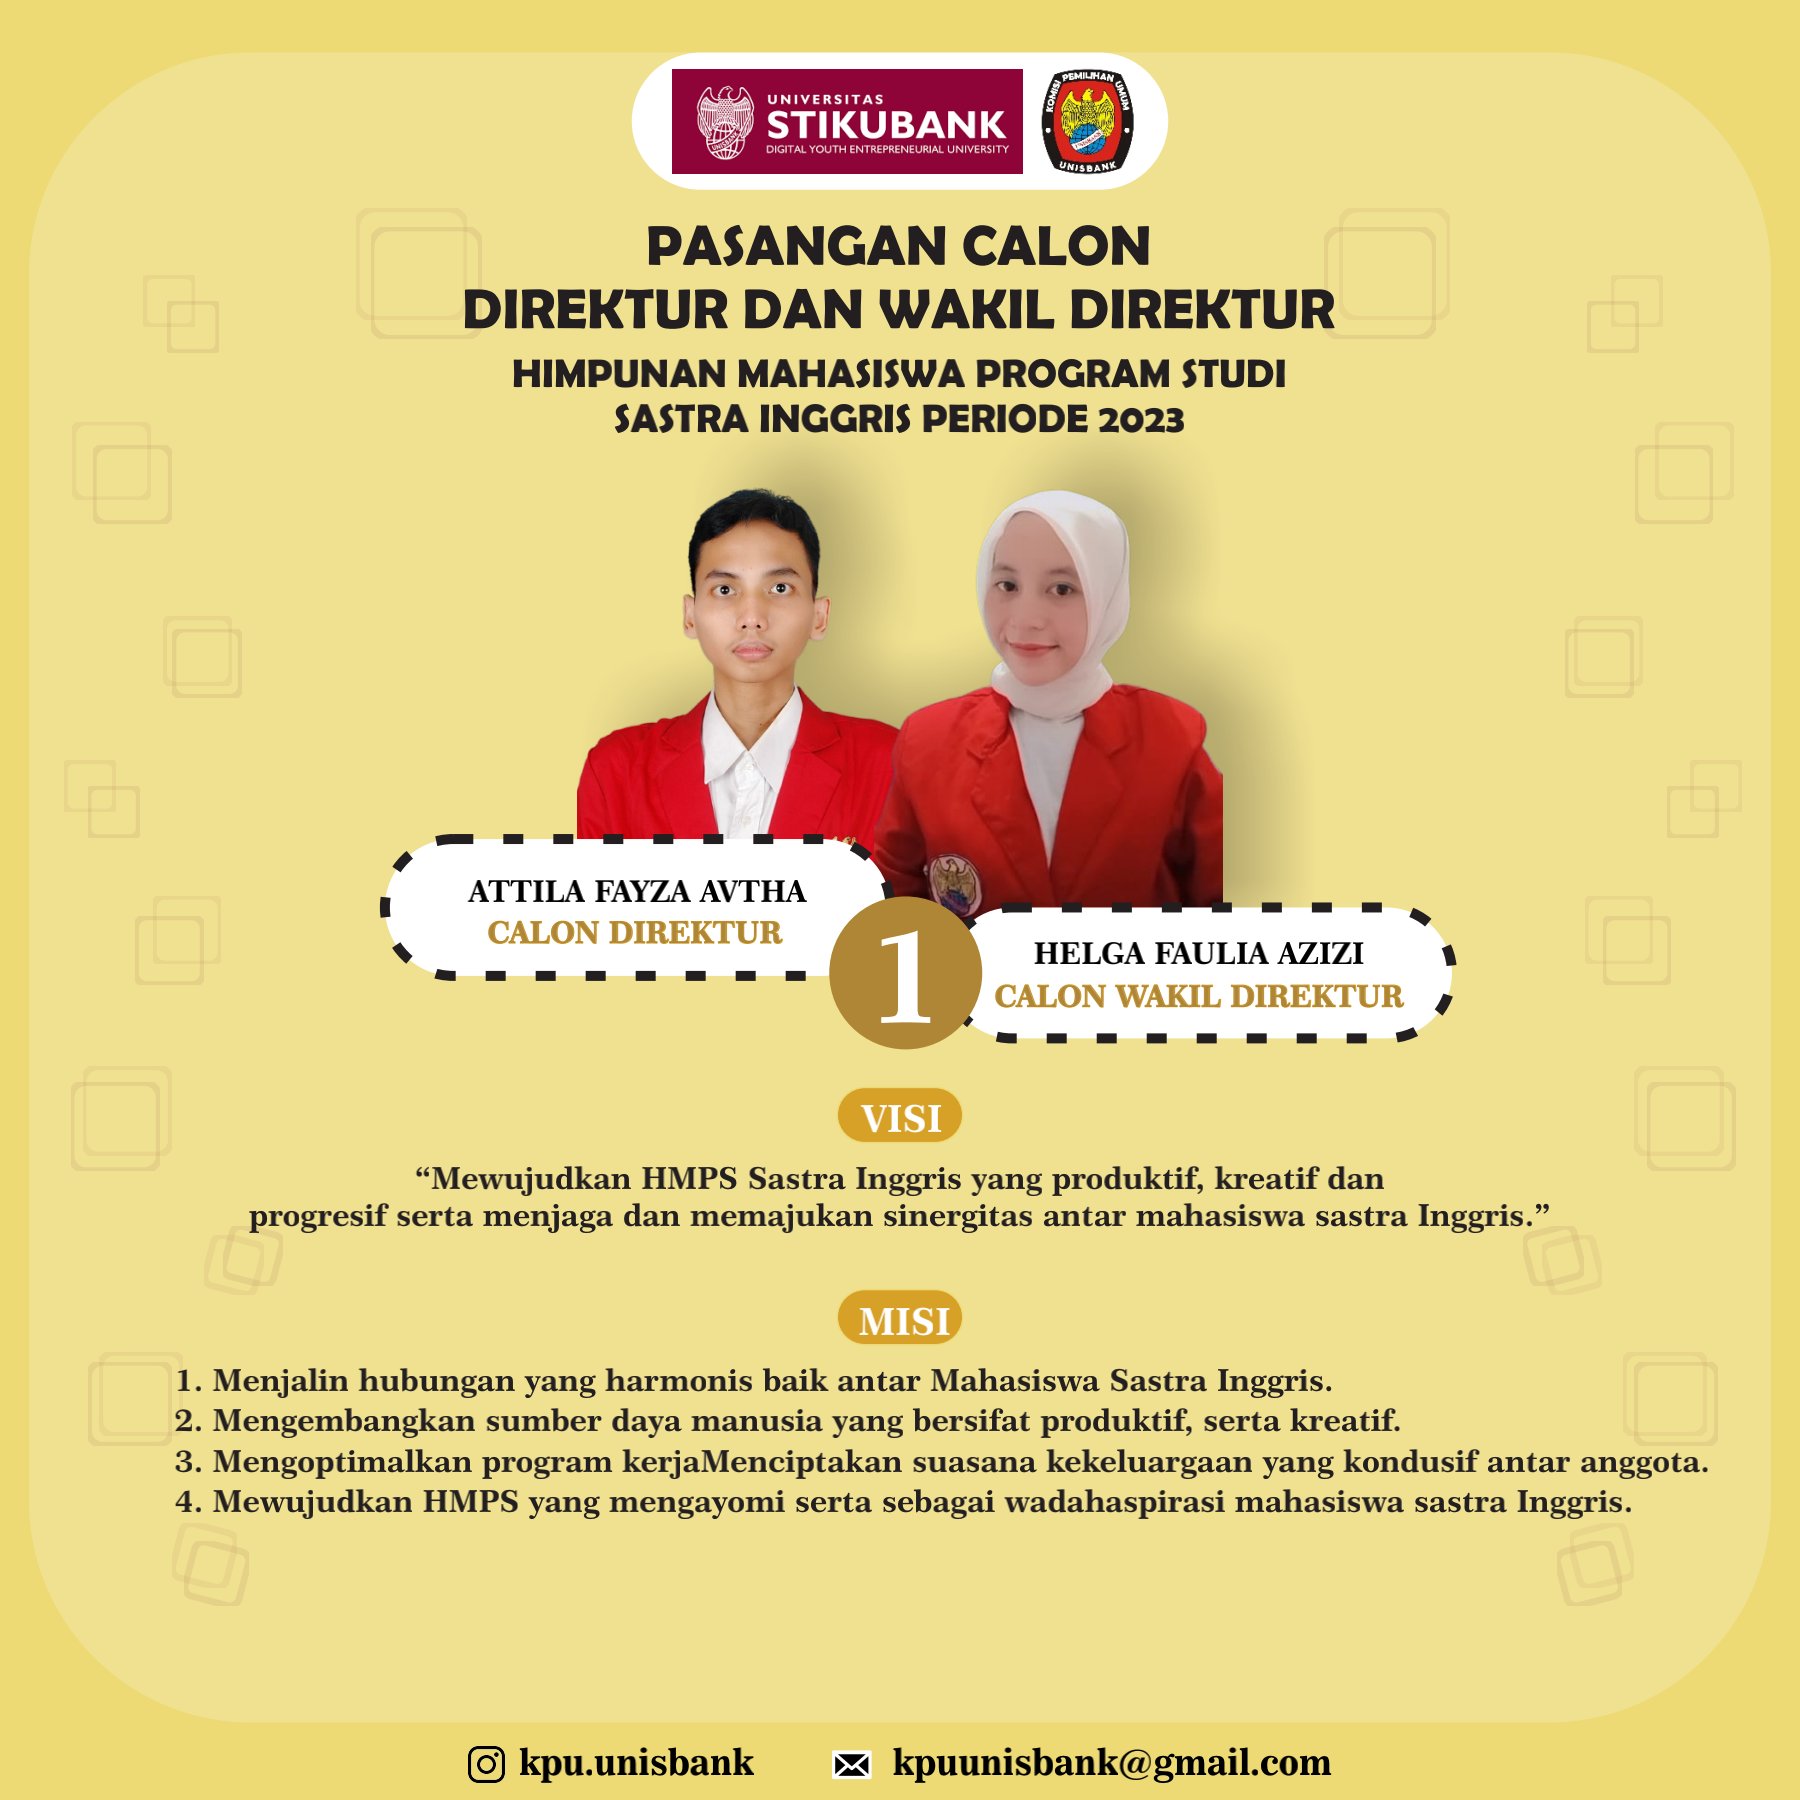 UNIVERSITAS
STIKUBANK
DIGITAL YOUTH ENTREPRENEURIAL UNIVERSITY
KOMISI PEMILIHAN UMUM
UNISBANK
PASANGAN CALON
DIREKTUR DAN WAKIL DIREKTUR
HIMPUNAN MAHASISWA PROGRAM STUDI
SASTRA INGGRIS PERIODE 2023
ATTILA FAYZA AVTHA
CALON DIREKTUR
1
HELGA FAULIA AZIZI
CALON WAKIL DIREKTUR
VISI
“Mewujudkan HMPS Sastra Inggris yang produktif, kreatif dan
progresif serta menjaga dan memajukan sinergitas antar mahasiswa sastra Inggris.”
MISI
1. Menjalin hubungan yang harmonis baik antar Mahasiswa Sastra Inggris.
2. Mengembangkan sumber daya manusia yang bersifat produktif, serta kreatif.
3. Mengoptimalkan program kerjaMenciptakan suasana kekeluargaan yang kondusif antar anggota.
4. Mewujudkan HMPS yang mengayomi serta sebagai wadahaspirasi mahasiswa sastra Inggris.
kpu.unisbank
kpuunisbank@gmail.com